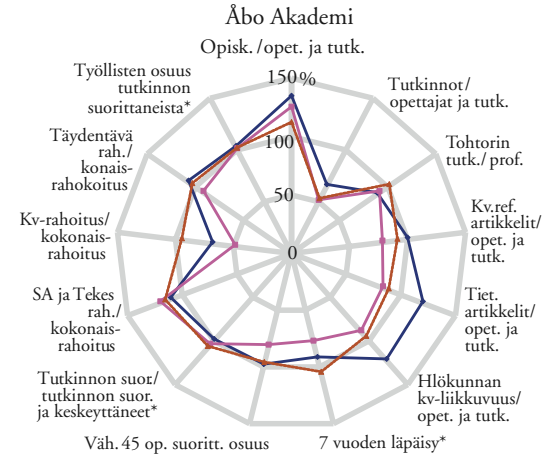 Åbo Akademi
Opisk./opet. ja tutk.
150%
100
50
0
Tutkinnot/
opettajat ja tutk.
Tohtorin
tutk./ prof.
Kv.ref.
artikkelit/
opet. ja
tutk.
Tiet.
artikkelit/
opet. ja
tutk.
Hlökunnan
kv-liikkuvuus/
opet. ja tutk.
7 vuoden läpäisy*
Väh. 45 op. suoritt. osuus
Tutkinnon suor./
tutkinnon suor.
ja keskeyttäneet*
SA ja Tekes
rah./
kokonais-
rahoitus
Kv-rahoitus/
kokonais-
rahoitus
Täydentävä
rah./
konais-
rahokoitus
Työllisten osuus
tutkinnon
suorittaneista*